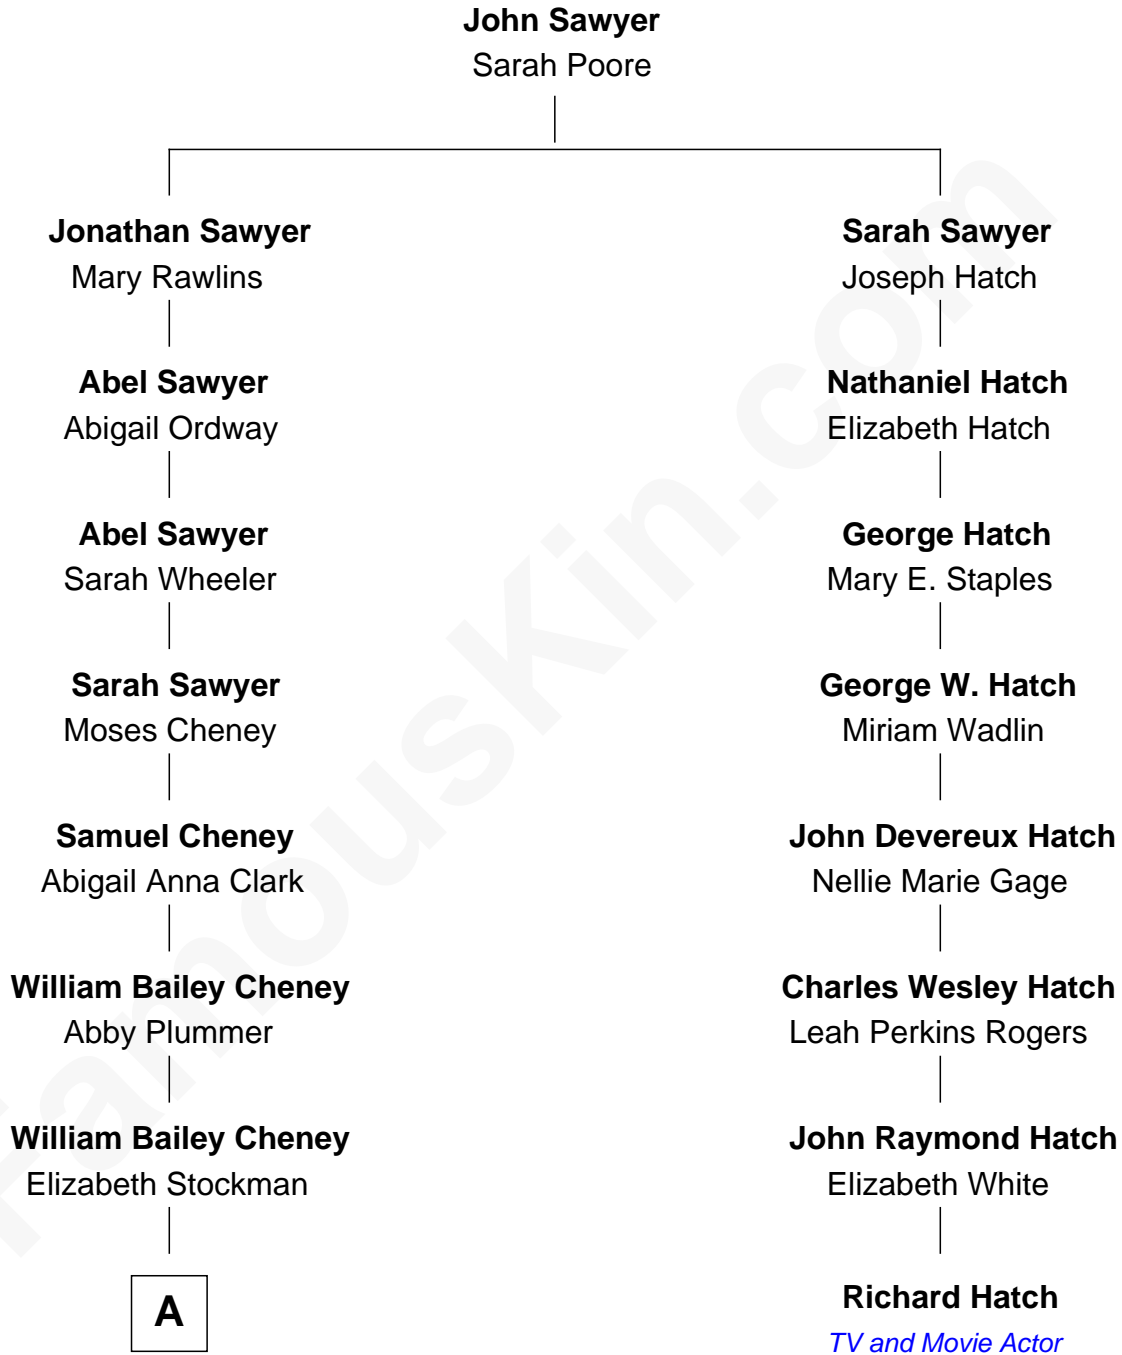 John Sawyer
Sarah Poore
Jonathan Sawyer
Mary Rawlins
Sarah Sawyer
Joseph Hatch
Abel Sawyer
Abigail Ordway
Nathaniel Hatch
Elizabeth Hatch
Abel Sawyer
Sarah Wheeler
George Hatch
Mary E. Staples
Sarah Sawyer
Moses Cheney
George W. Hatch
Miriam Wadlin
Samuel Cheney
Abigail Anna Clark
John Devereux Hatch
Nellie Marie Gage
William Bailey Cheney
Abby Plummer
Charles Wesley Hatch
Leah Perkins Rogers
William Bailey Cheney
Elizabeth Stockman
John Raymond Hatch
Elizabeth White
A
Richard Hatch
TV and Movie Actor
FamousKin.com